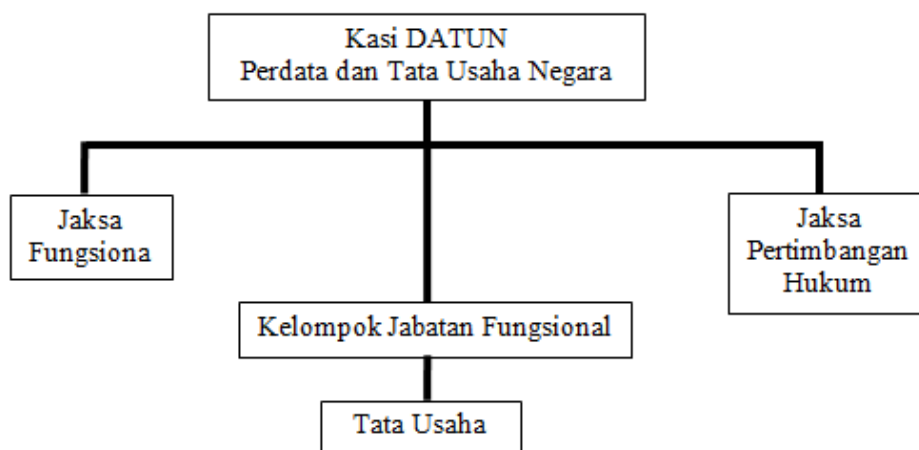 Kasi DATUN
Perdata dan Tata Usaha Negara
Jaksa
Fungsiona
Jaksa
Pertimbangan
Hukum
Kelompok Jabatan Fungsional
Tata Usaha